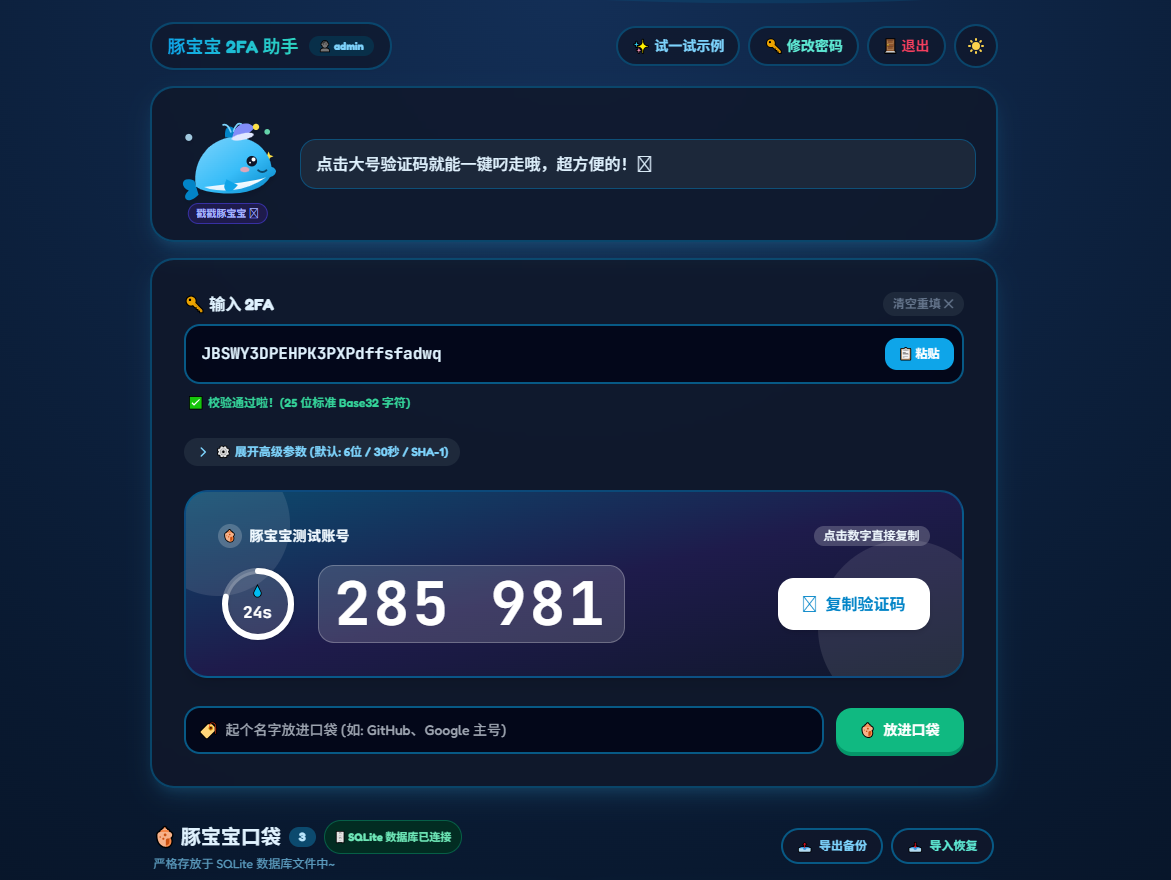 豚宝宝 2FA 助手 admin
试一试示例
修改密码
退出
点击大号验证码就能一键叼走哦，超方便的！
戳戳豚宝宝
输入 2FA
清空重填
JBSWY3DPEHPK3PXPdffsfadwq
粘贴
校验通过啦！(25 位标准 Base32 字符)
展开高级参数 (默认: 6位 / 30秒 / SHA-1)
豚宝宝测试账号
点击数字直接复制
24s
285 981
复制验证码
起个名字放进口袋 (如: GitHub、Google 主号)
放进口袋
豚宝宝口袋 3 SQLite 数据库已连接
导出备份
导入恢复
严格存放于 SQLite 数据库文件中~